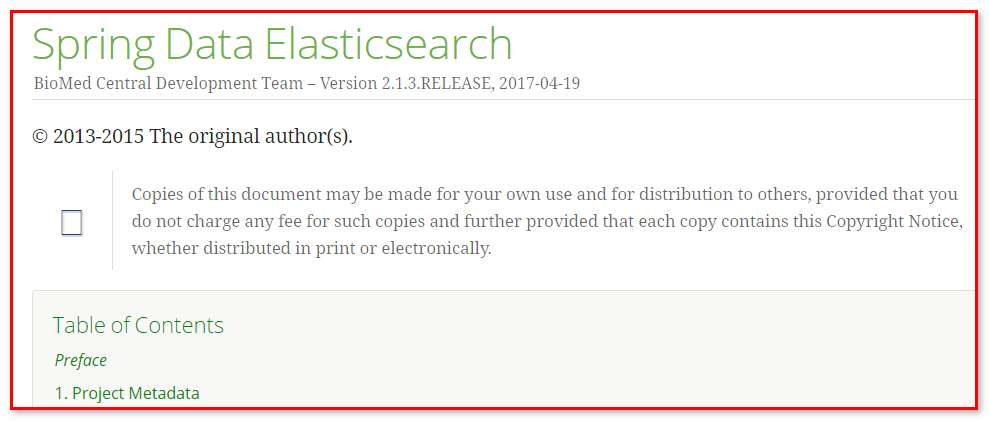 Spring Data Elasticsearch
BioMed Central Development Team – Version 2.1.3.RELEASE, 2017-04-19
© 2013-2015 The original author(s).
Copies of this document may be made for your own use and for distribution to others, provided that you
do not charge any fee for such copies and further provided that each copy contains this Copyright Notice,
whether distributed in print or electronically.
Table of Contents
Preface
1. Project Metadata